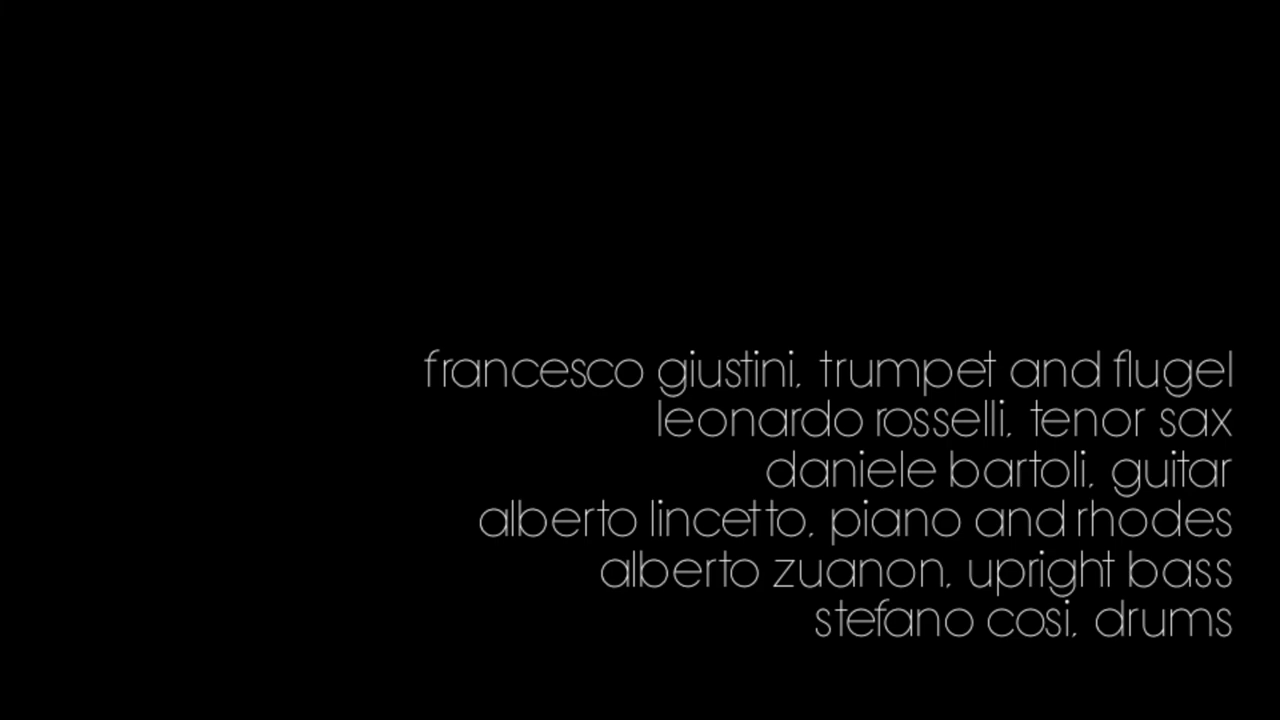 francesco giustini, trumpet and flugel
leonardo rosselli, tenor sax
daniele bartoli, guitar
alberto lincetto, piano and rhodes
alberto zuanon, upright bass
stefano cosi, drums